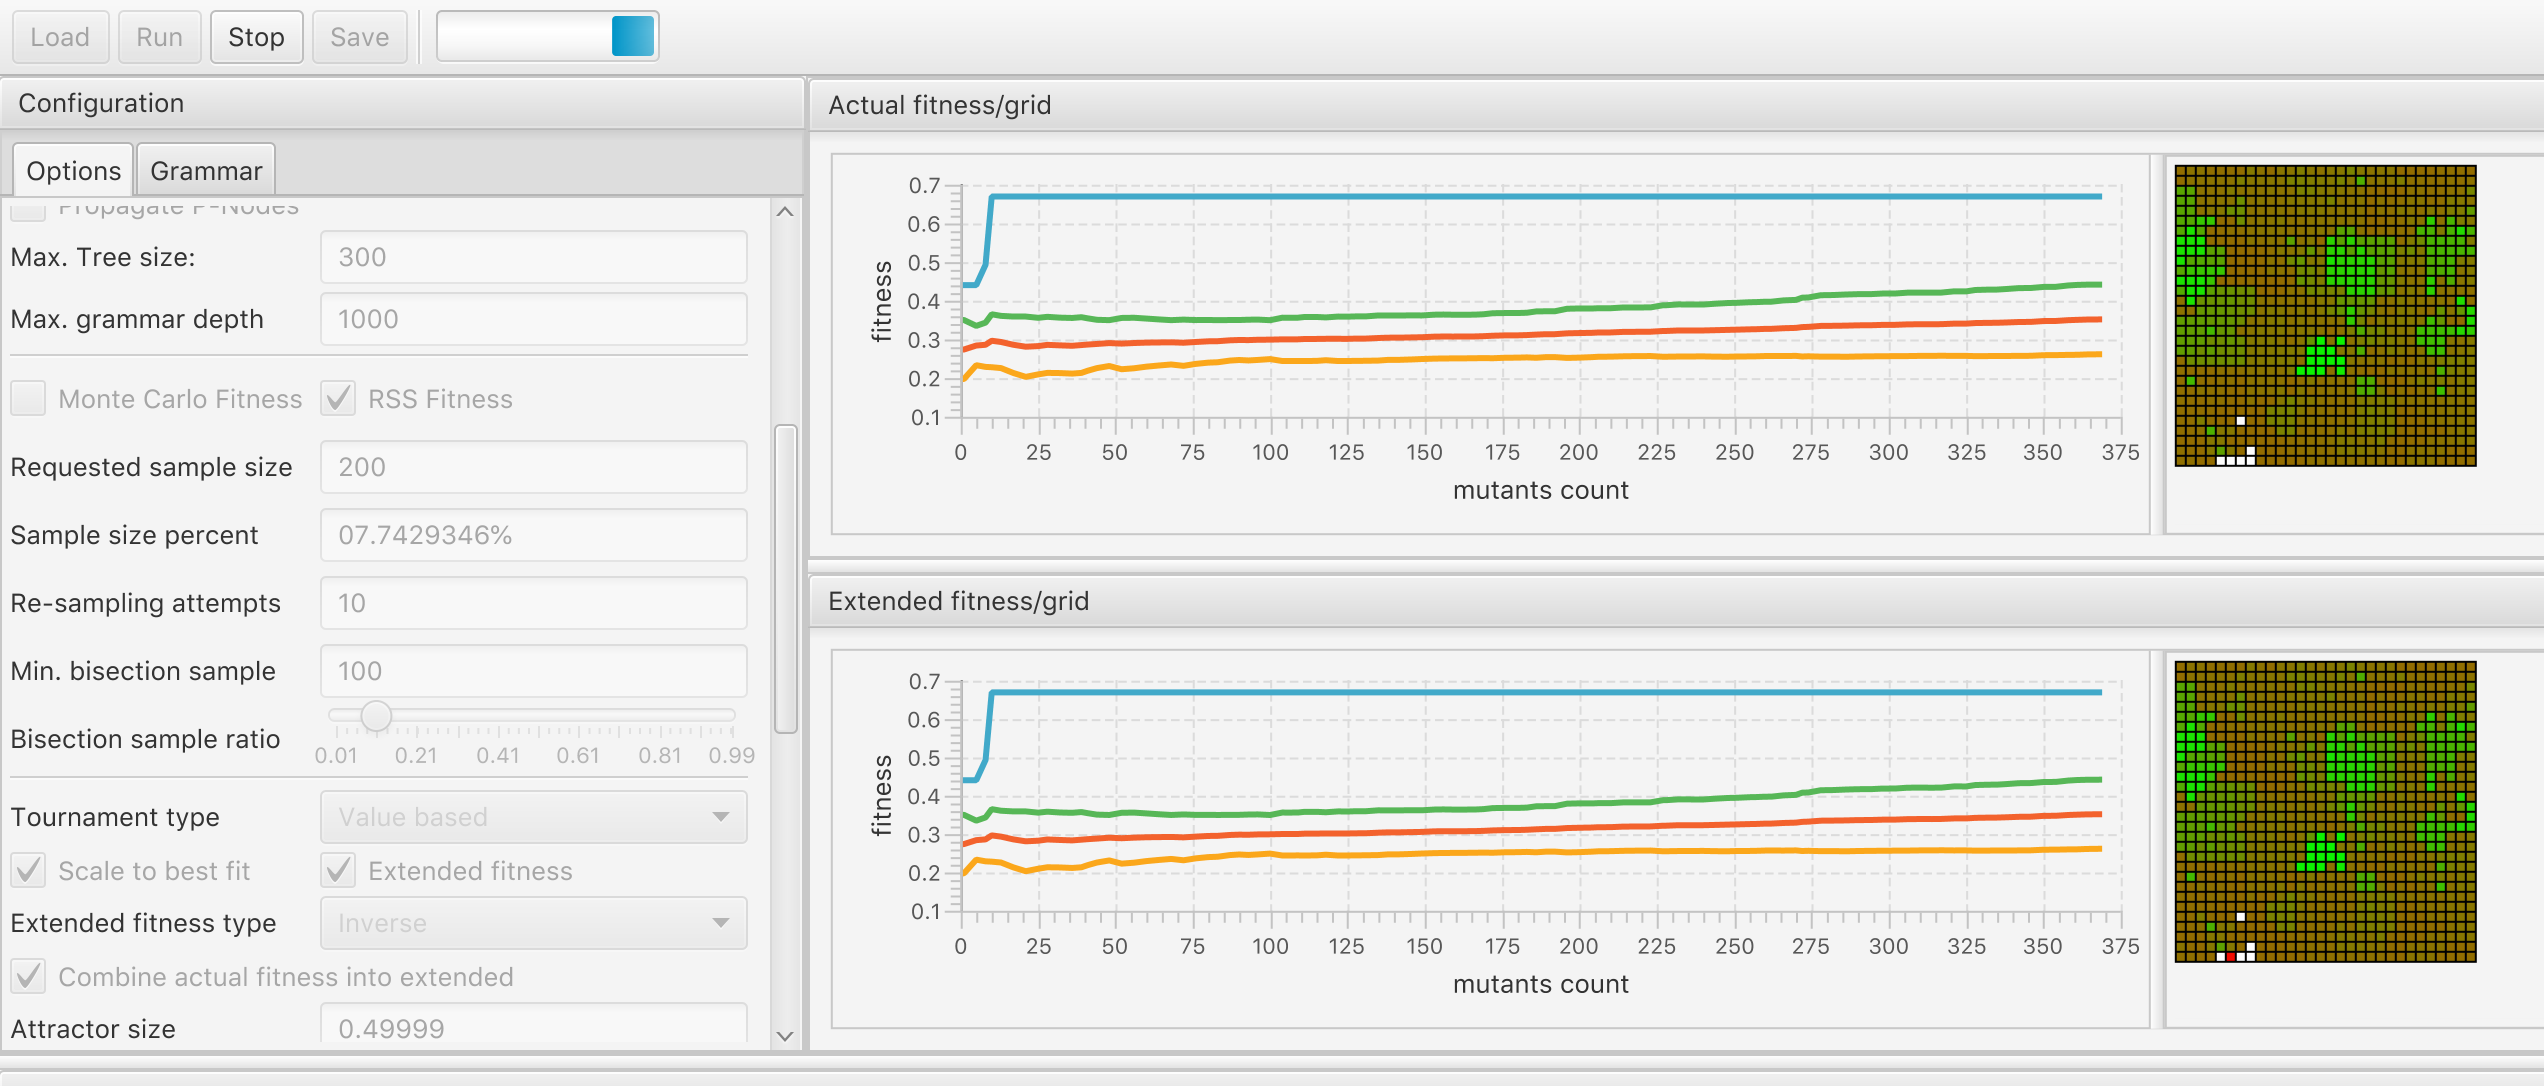 Load Run Stop Save
Configuration
Options Grammar
Propagate P-Nodes
Max. Tree size: 300
Max. grammar depth 1000
Monte Carlo Fitness RSS Fitness
Requested sample size 200
Sample size percent 07.7429346%
Re-sampling attempts 10
Min. bisection sample 100
Bisection sample ratio
0.01 0.21 0.41 0.61 0.81 0.99
Tournament type Value based
Scale to best fit Extended fitness
Extended fitness type Inverse
Combine actual fitness into extended
Attractor size 0.49999
Actual fitness/grid
fitness
0.7
0.6
0.5
0.4
0.3
0.2
0.1
0 25 50 75 100 125 150 175 200 225 250 275 300 325 350 375
mutants count
Extended fitness/grid
fitness
0.7
0.6
0.5
0.4
0.3
0.2
0.1
0 25 50 75 100 125 150 175 200 225 250 275 300 325 350 375
mutants count